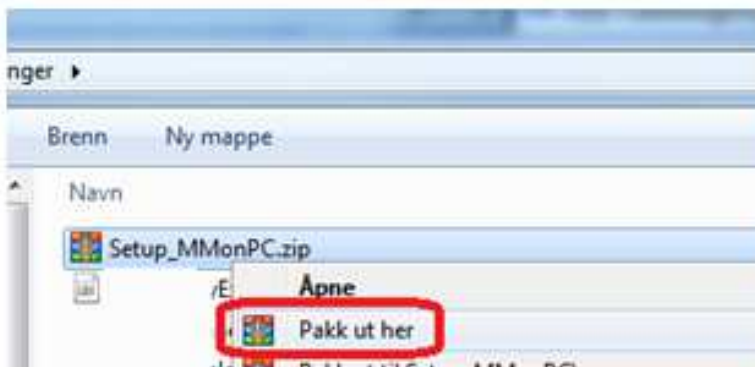 nger
Brenn Ny mappe
Navn
Setup_MMonPC.zip
Åpne
Pakk ut her